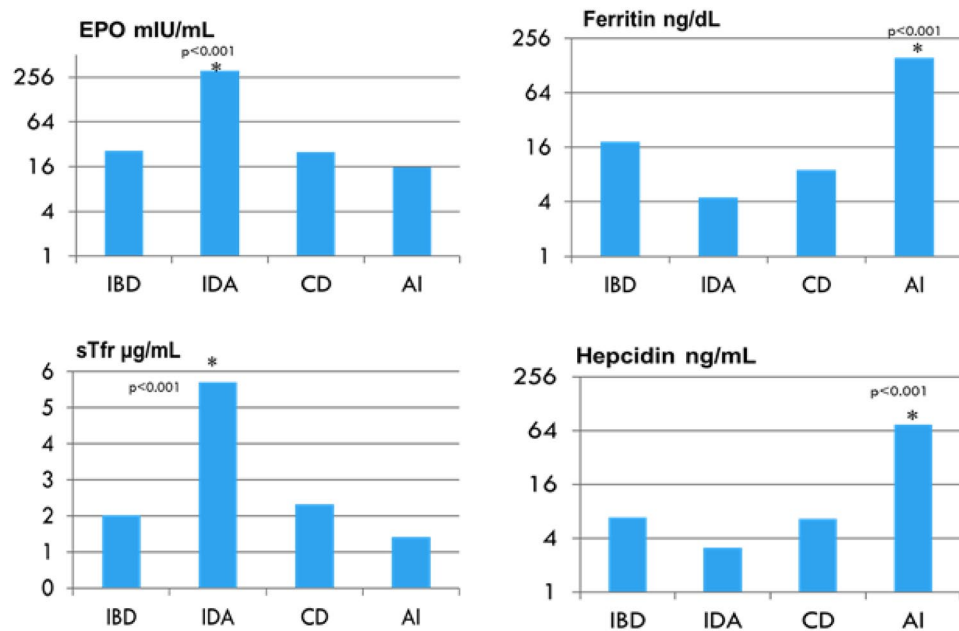 EPO mIU/mL
p<0.001
*
256
64
16
4
1
IBD IDA CD AI
Ferritin ng/dL
p<0.001
*
256
64
16
4
1
IBD IDA CD AI
sTfr µg/mL
*
p<0.001
6
5
4
3
2
1
0
IBD IDA CD AI
Hepcidin ng/mL
p<0.001
*
256
64
16
4
1
IBD IDA CD AI